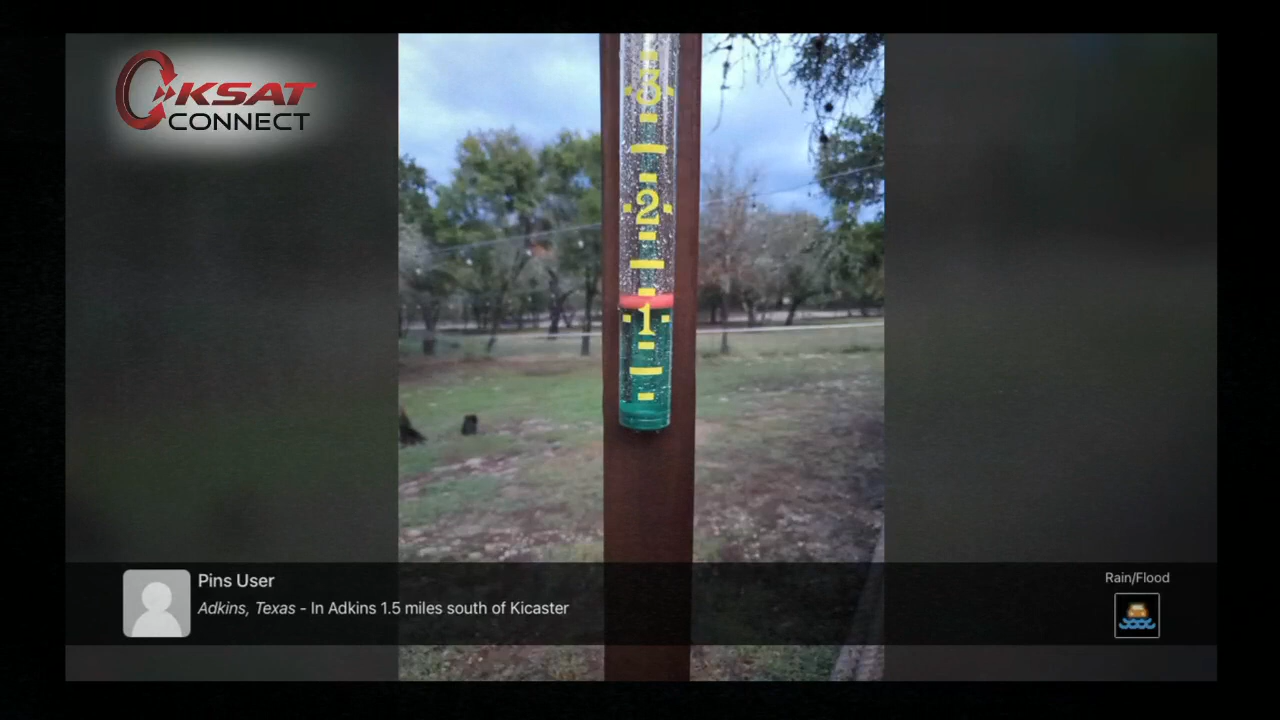 KSAT
CONNECT
3
2
1
Pins User
Adkins, Texas - In Adkins 1.5 miles south of Kicaster
Rain/Flood